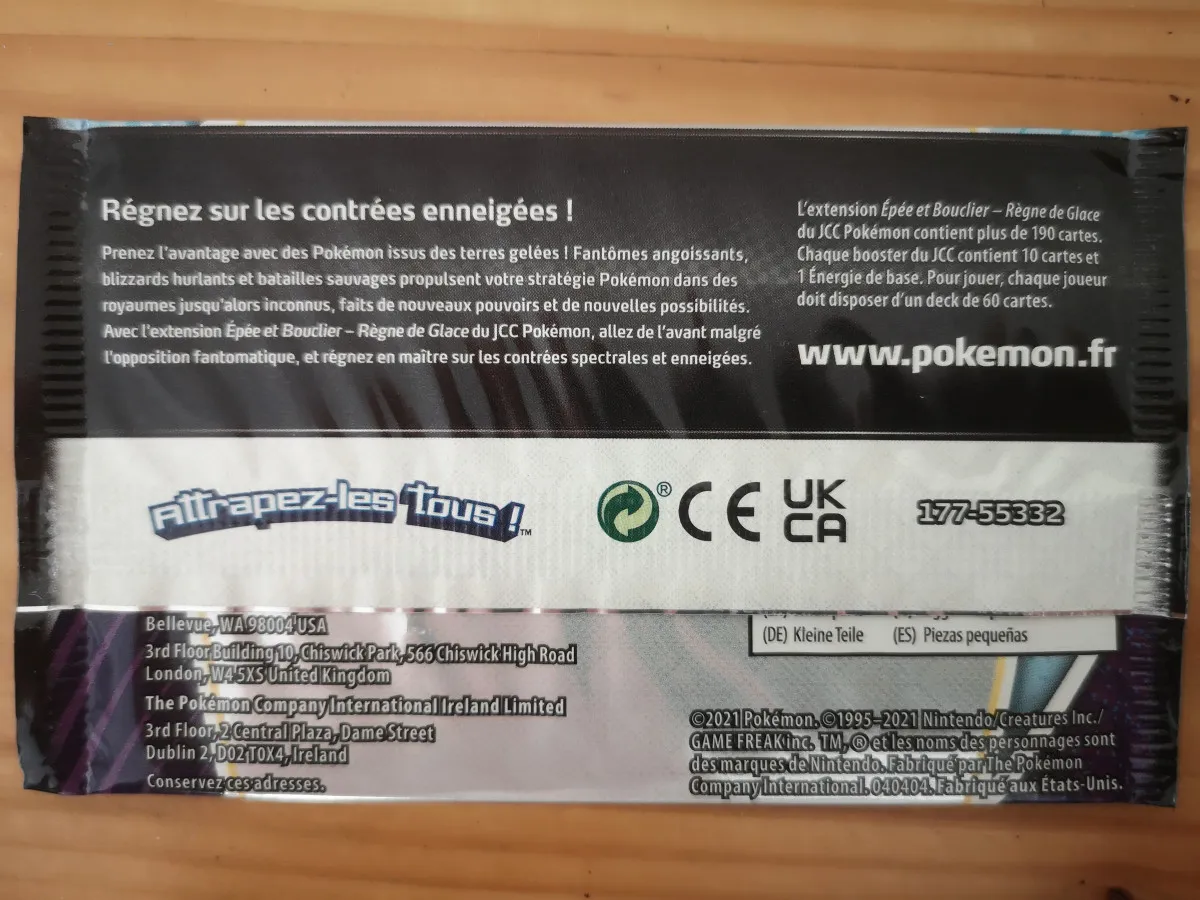 Régnez sur les contrées enneigées !
Prenez l'avantage avec des Pokémon issus des terres gelées ! Fantômes angoissants,
blizzards hurlants et batailles sauvages propulsent votre stratégie Pokémon dans des
royaumes jusqu'alors inconnus, faits de nouveaux pouvoirs et de nouvelles possibilités.
Avec l'extension Épée et Bouclier – Règne de Glace du JCC Pokémon, allez de l'avant malgré
l'opposition fantomatique, et régnez en maître sur les contrées spectrales et enneigées.
L'extension Épée et Bouclier – Règne de Glace
du JCC Pokémon contient plus de 190 cartes.
Chaque booster du JCC contient 10 cartes et
1 Énergie de base. Pour jouer, chaque joueur
doit disposer d'un deck de 60 cartes.
www.pokemon.fr
Attrapez-les tous ! ™
® CE
UK
CA
177-55332
Bellevue, WA 98004 USA
3rd Floor Building 10, Chiswick Park, 566 Chiswick High Road
London, W4 5XS United Kingdom
The Pokémon Company International Ireland Limited
3rd Floor, 2 Central Plaza, Dame Street
Dublin 2, D02 T0X4, Ireland
Conservez ces adresses.
(DE) Kleine Teile (ES) Piezas pequeñas
©2021 Pokémon. ©1995–2021 Nintendo/Creatures Inc./
GAME FREAK inc. TM, ® et les noms des personnages sont
des marques de Nintendo. Fabriqué par The Pokémon
Company International. 040404. Fabriqué aux États-Unis.